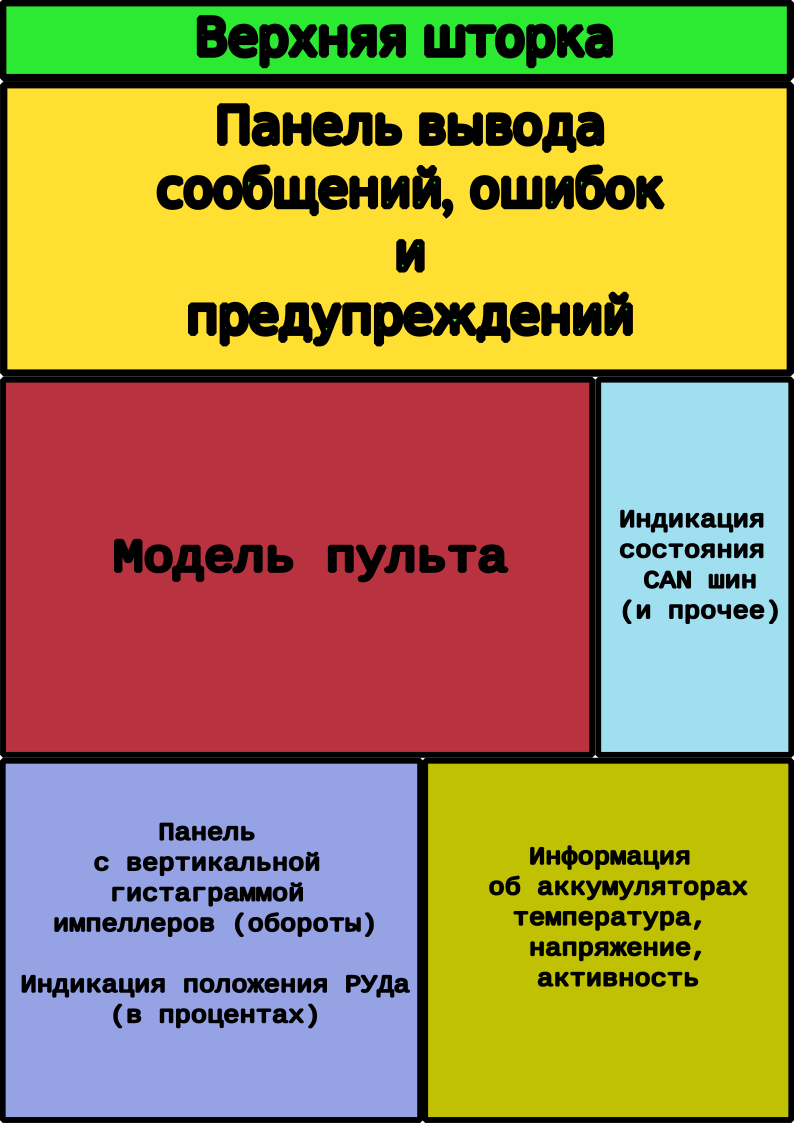 Верхняя шторка
Панель вывода
сообщений, ошибок
и
предупреждений
Модель пульта
Индикация
состояния
CAN шин
(и прочее)
Панель
с вертикальной
гистаграммой
импеллеров (обороты)
Индикация положения РУДа
(в процентах)
Информация
об аккумуляторах
температура,
напряжение,
активность